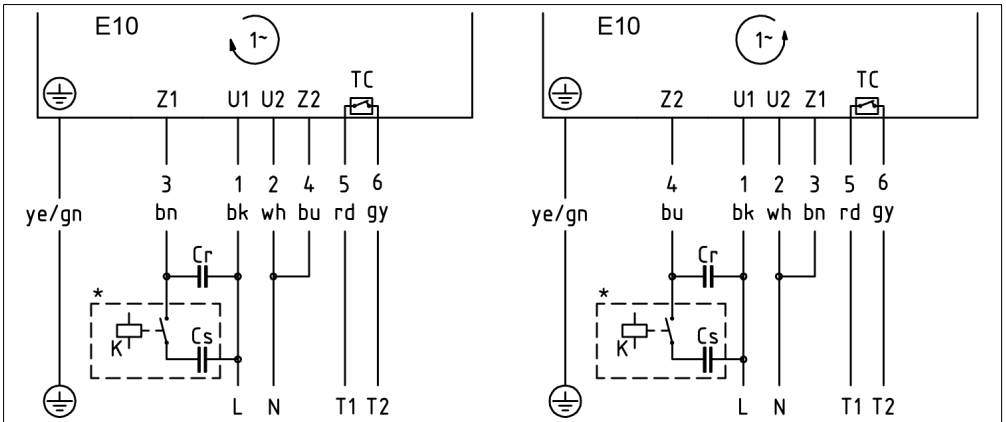 E10 1~ E10 1~
TC TC
Z1 U1 U2 Z2 Z2 U1 U2 Z1
3 1 2 4 5 6 4 1 2 3 5 6
ye/gn bn bk wh bu rd gy ye/gn bu bk wh bn rd gy
Cr Cr
* *
K Cs K Cs
L N T1 T2 L N T1 T2